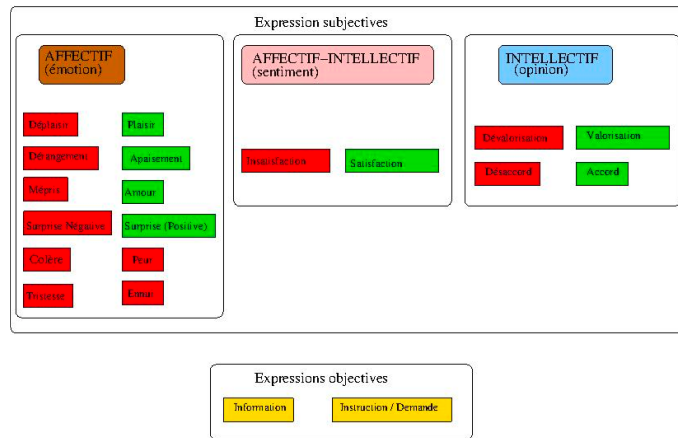 Expression subjectives
AFFECTIF
(émotion)
AFFECTIF-INTELLECTIF
(sentiment)
INTELLECTIF
(opinion)
Déplaisir
Plaisir
Dérangement
Apaisement
Mépris
Amour
Surprise Négative
Surprise (Positive)
Colère
Peur
Tristesse
Ennui
Insatisfaction
Satisfaction
Dévalorisation
Valorisation
Désaccord
Accord
Expressions objectives
Information
Instruction / Demande